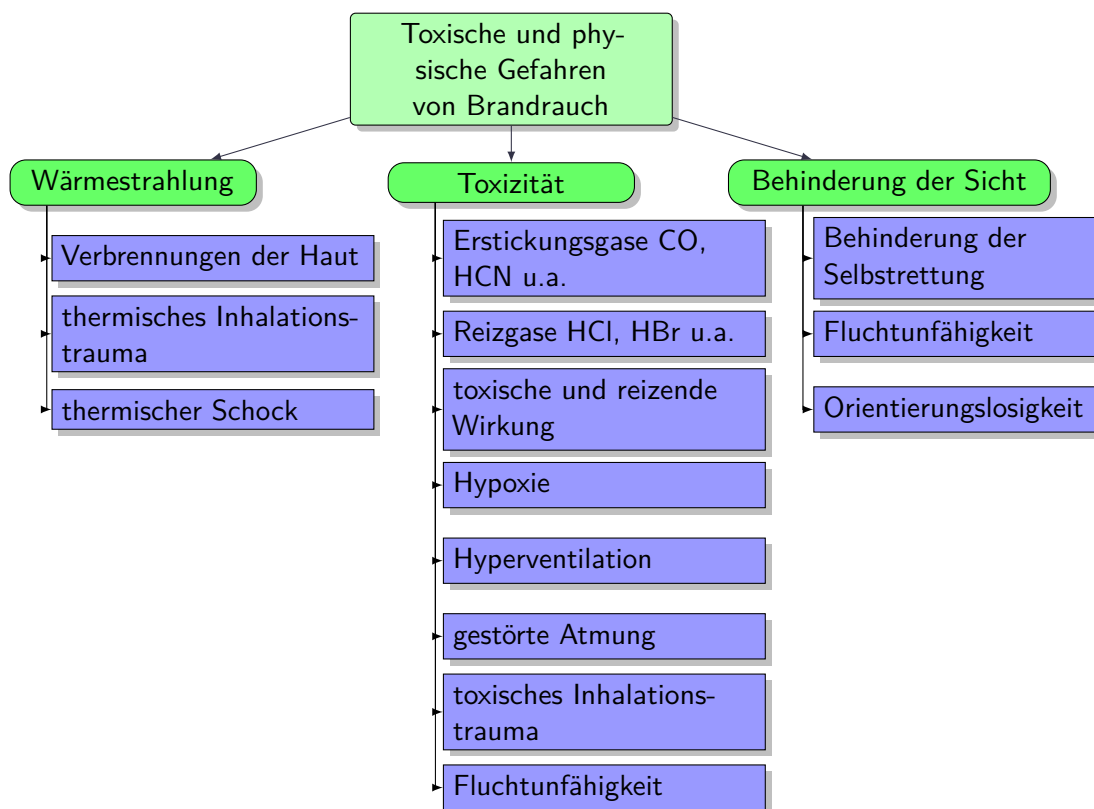 Toxische und phy-
sische Gefahren
von Brandrauch
Wärmestrahlung
Verbrennungen der Haut
thermisches Inhalations-
trauma
thermischer Schock
Toxizität
Erstickungsgase CO,
HCN u.a.
Reizgase HCl, HBr u.a.
toxische und reizende
Wirkung
Hypoxie
Hyperventilation
gestörte Atmung
toxisches Inhalations-
trauma
Fluchtunfähigkeit
Behinderung der Sicht
Behinderung der
Selbstrettung
Fluchtunfähigkeit
Orientierungslosigkeit